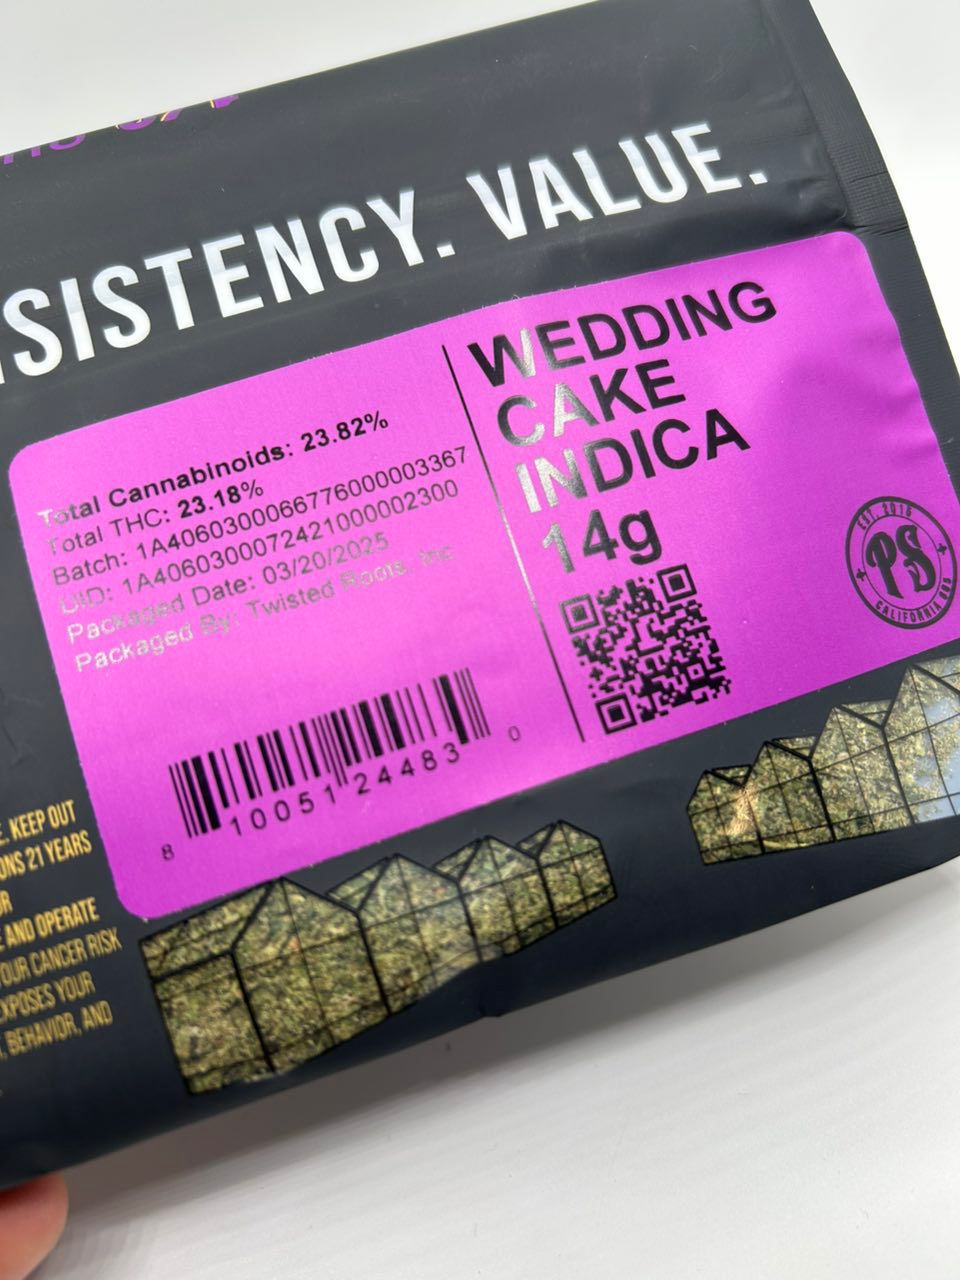 SISTENCY. VALUE.
Total Cannabinoids: 23.82%
Total THC: 23.18%
Batch: 1A4060300066776000003367
UID: 1A4060300072421000002300
Packaged Date: 03/20/2025
Packaged By: Twisted Roots, Inc
8 10051 24483 0
WEDDING
CAKE
INDICA
14g
EST. 2016
PS
E. KEEP OUT
ONS 21 YEARS
OR
E AND OPERATE
YOUR CANCER RISK
EXPOSES YOUR
, BEHAVIOR, AND